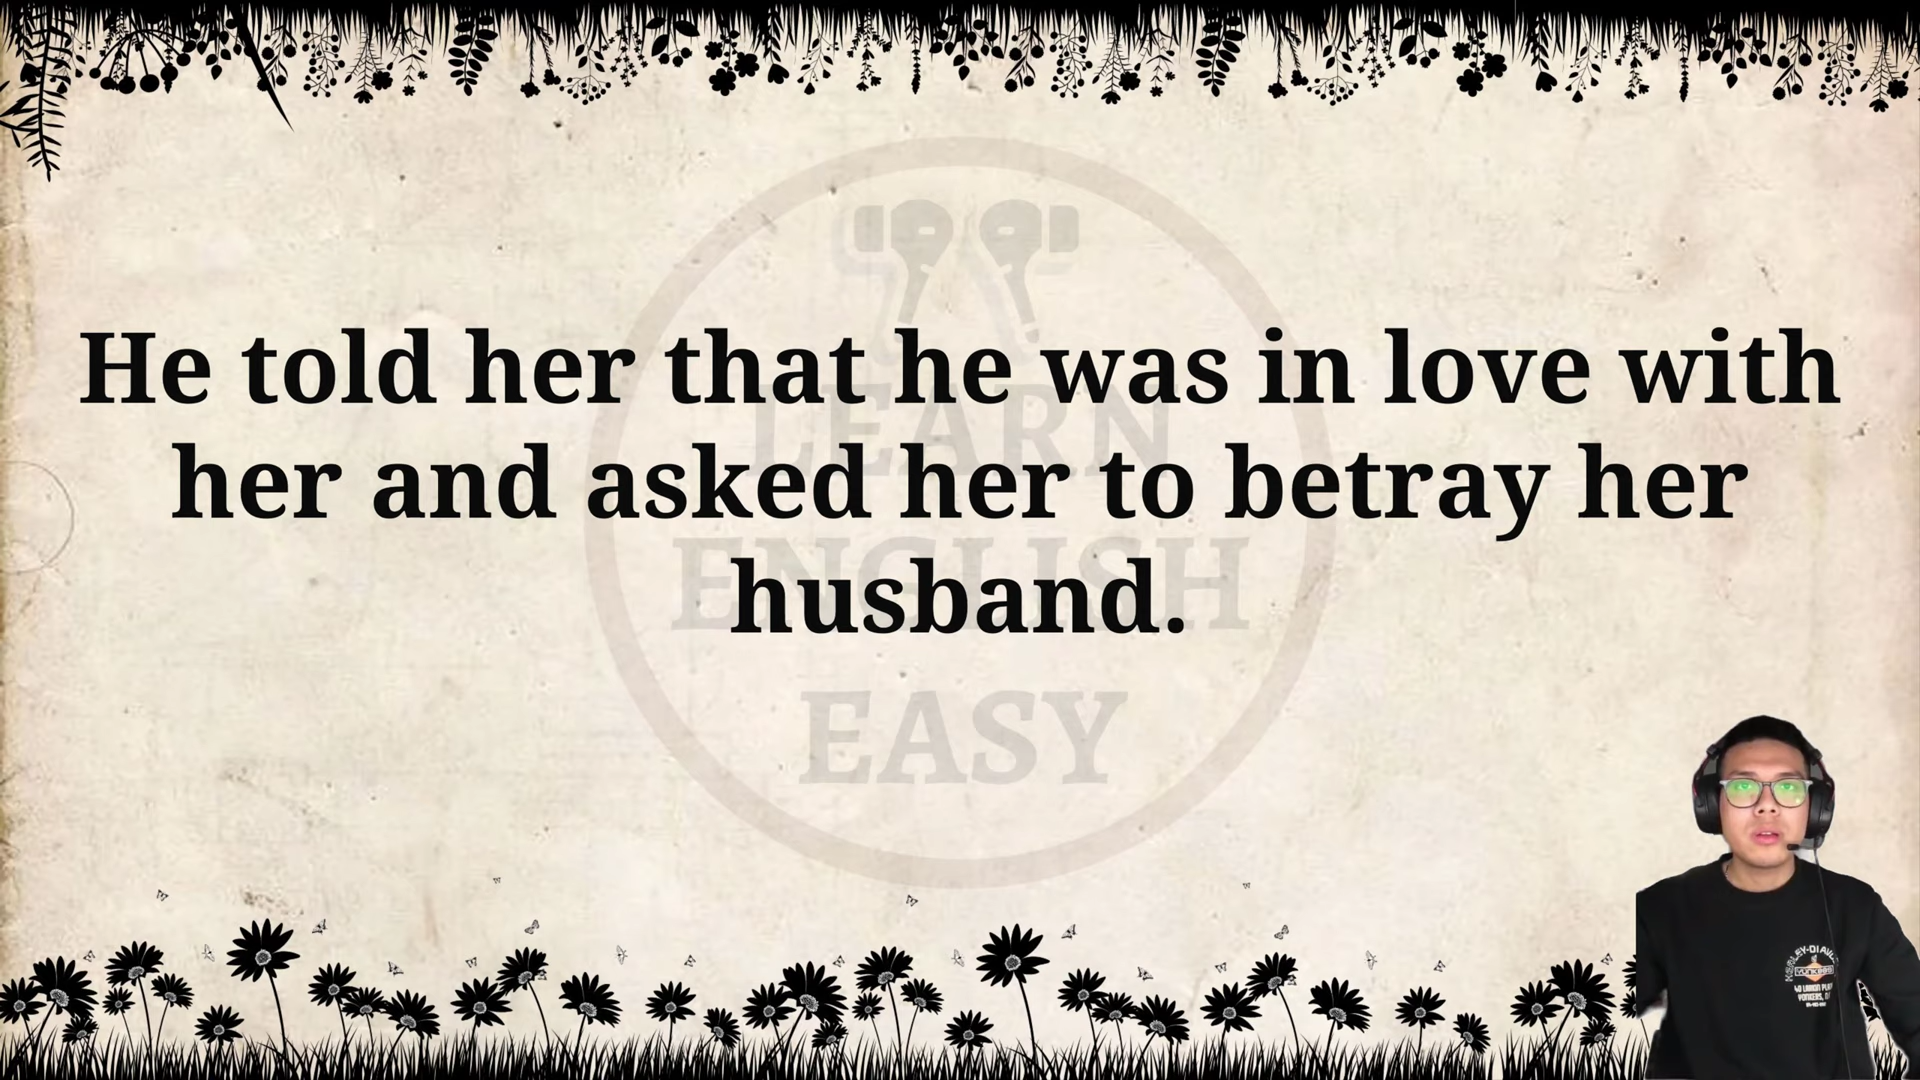 He told her that he was in love with
her and asked her to betray her
husband.
LEARN
ENGLISH
EASY
YONKERS